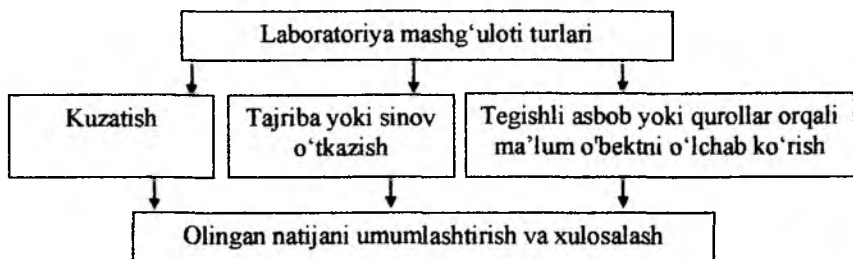 Laboratoriya mashg‘uloti turlari
Kuzatish
Tajriba yoki sinov
o‘tkazish
Tegishli asbob yoki qurollar orqali
ma’lum o'bektni o‘lchab ko‘rish
Olingan natijani umumlashtirish va xulosalash